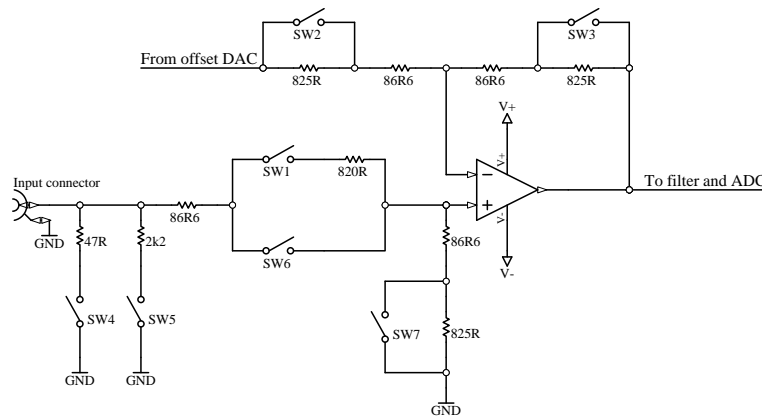 SW2
SW3
From offset DAC
825R
86R6
86R6
825R
V+
V+
Input connector
SW1
820R
To filter and ADC
86R6
GND
47R
2k2
SW6
86R6
V-
V-
SW4
SW5
SW7
825R
GND
GND
GND